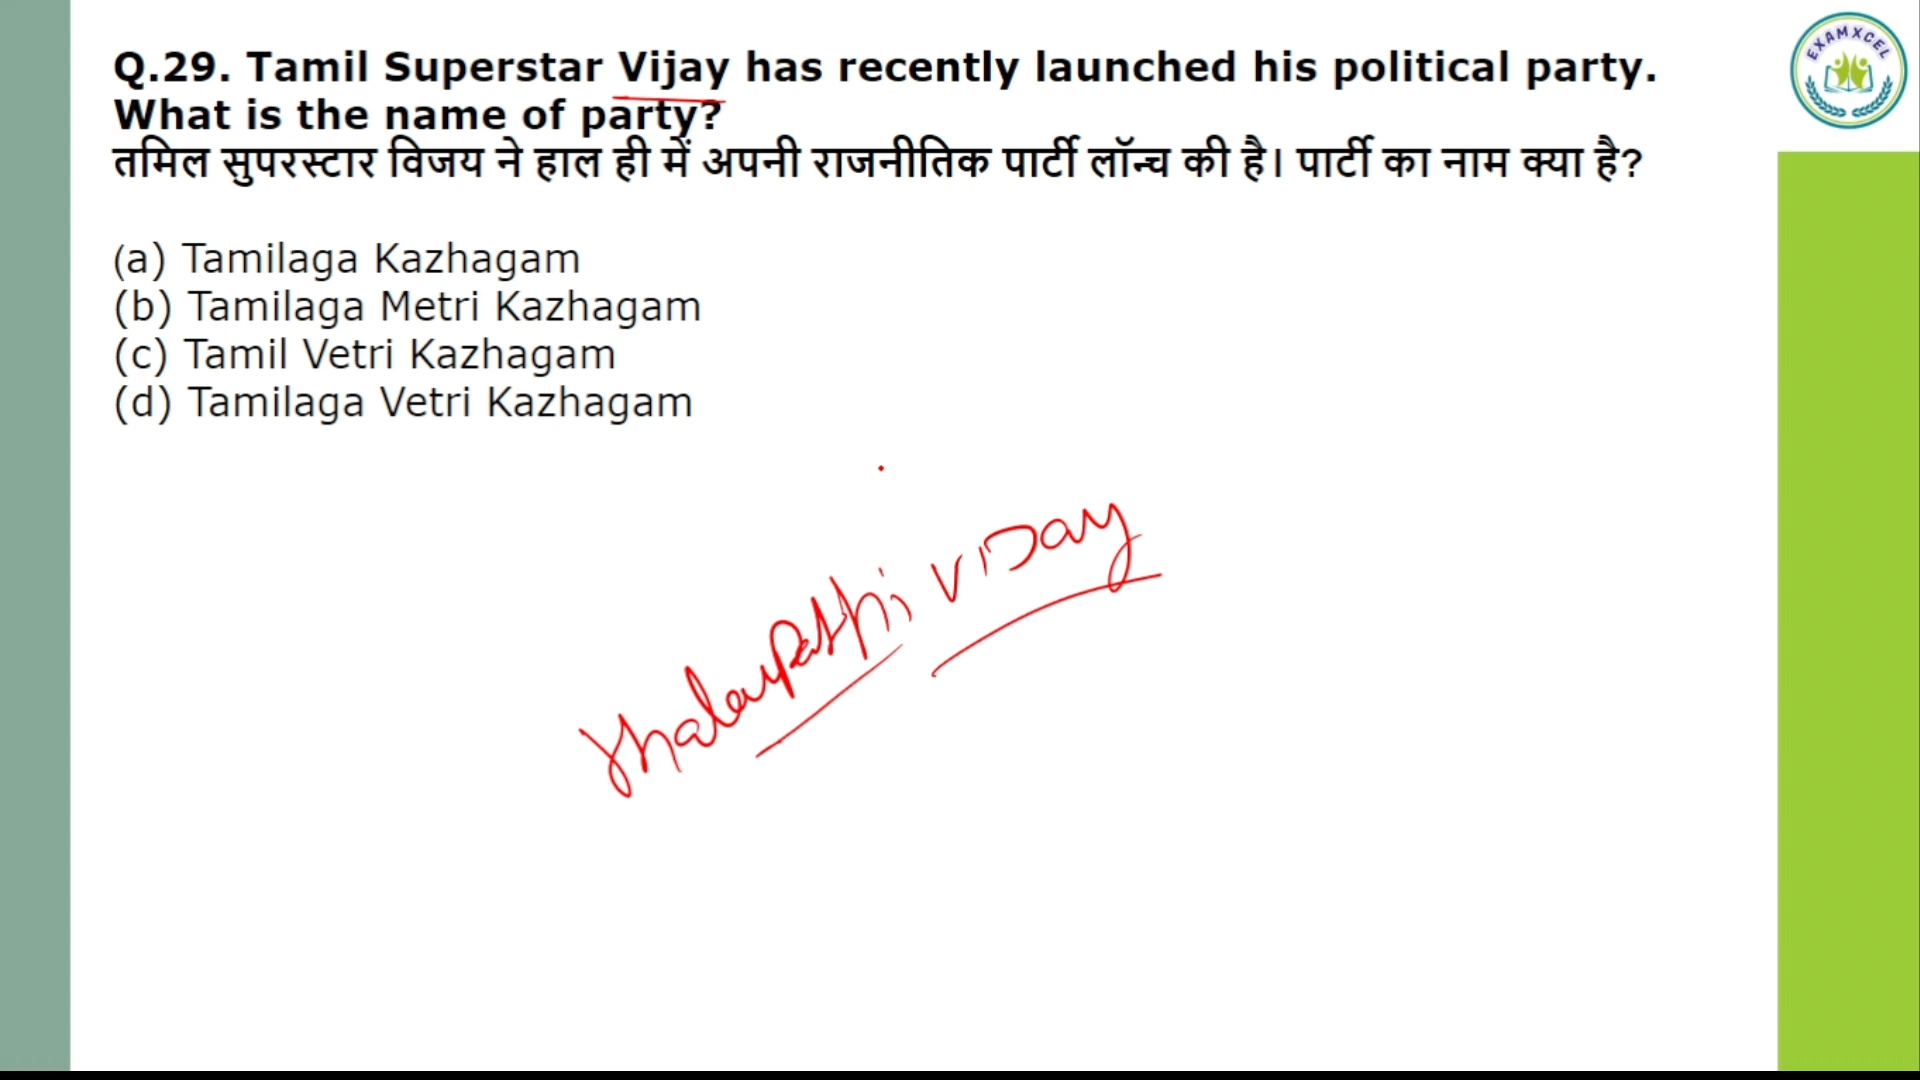 EXAMXCEL
Q.29. Tamil Superstar Vijay has recently launched his political party.
What is the name of party?
तमिल सुपरस्टार विजय ने हाल ही में अपनी राजनीतिक पार्टी लॉन्च की है। पार्टी का नाम क्या है?
(a) Tamilaga Kazhagam
(b) Tamilaga Metri Kazhagam
(c) Tamil Vetri Kazhagam
(d) Tamilaga Vetri Kazhagam
Thalapathi Vijay